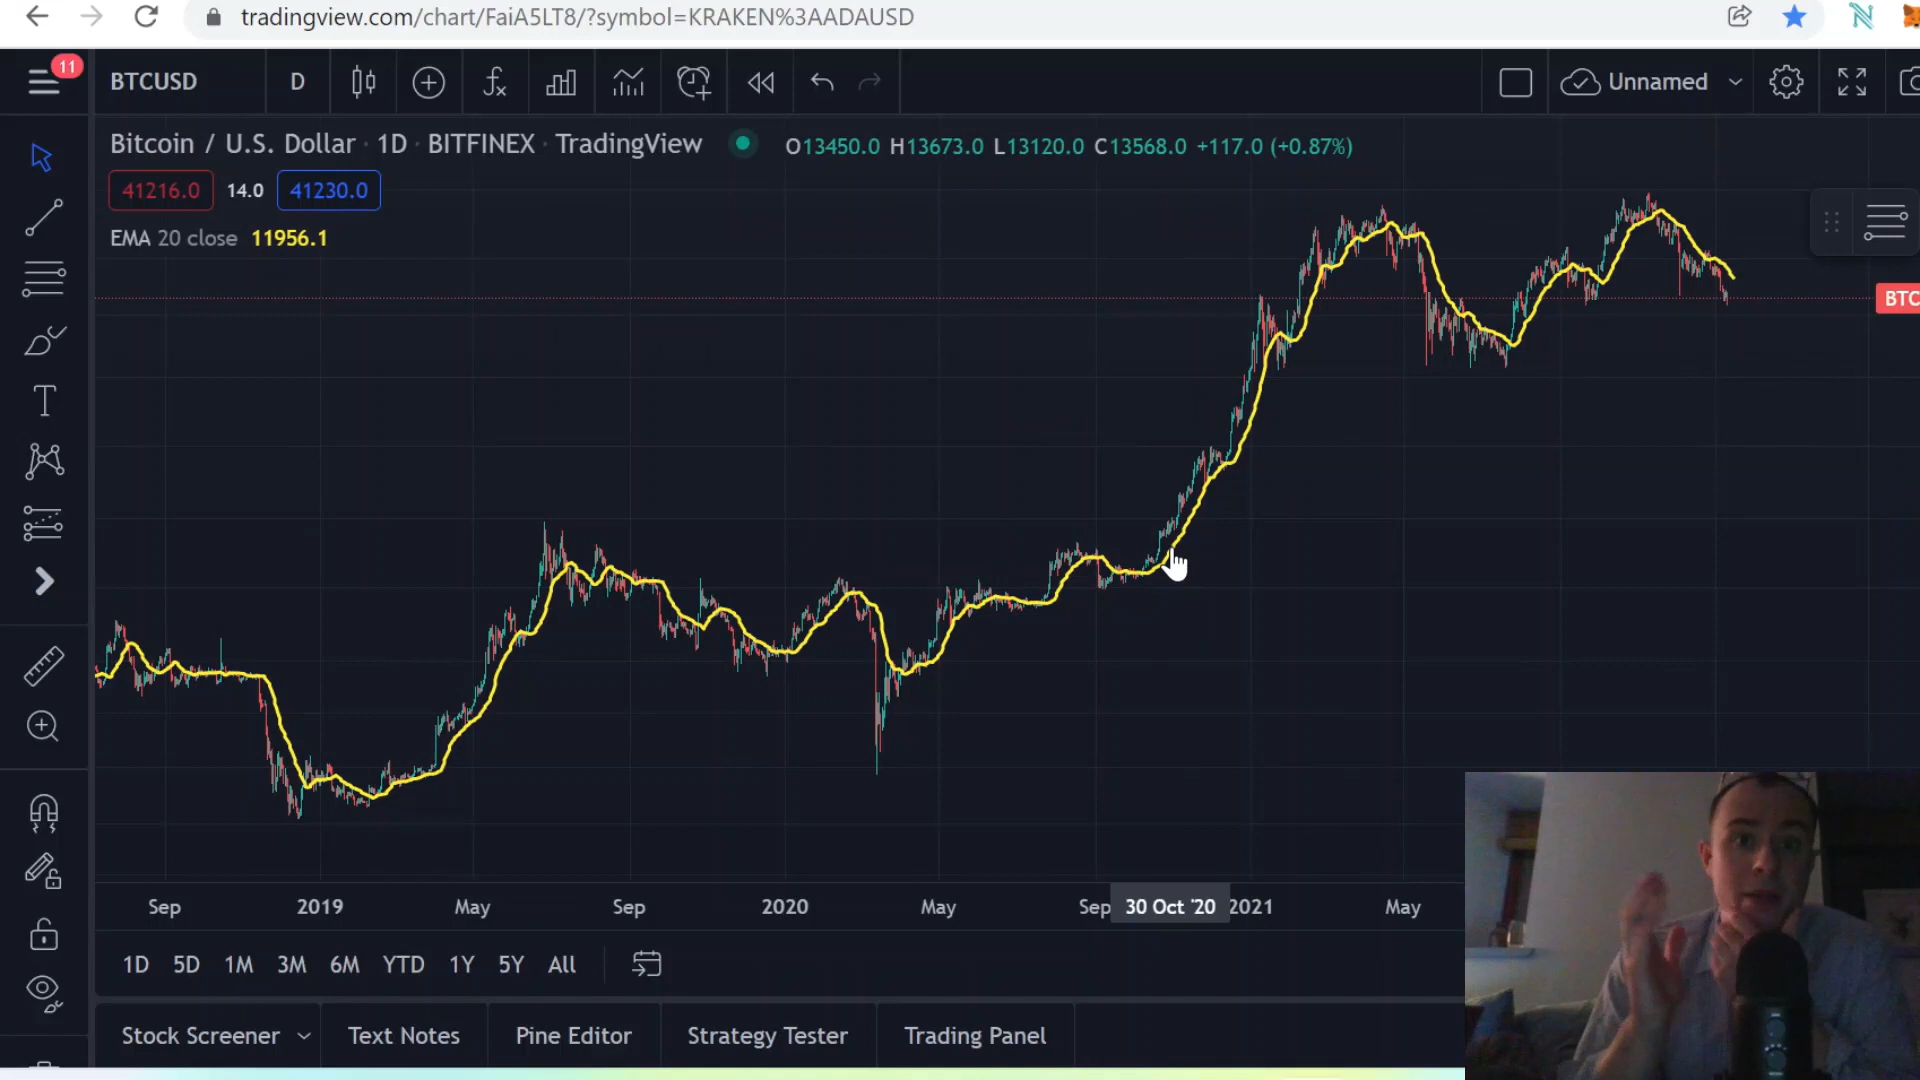 tradingview.com/chart/FaiA5LT8/?symbol=KRAKEN%3AADAUSD
11
BTCUSD
D
Unnamed
Bitcoin / U.S. Dollar · 1D · BITFINEX · TradingView
O13450.0 H13673.0 L13120.0 C13568.0 +117.0 (+0.87%)
41216.0 14.0 41230.0
EMA 20 close 11956.1
BTC
Sep 2019 May Sep 2020 May Sep 30 Oct '20 2021 May
1D 5D 1M 3M 6M YTD 1Y 5Y All
Stock Screener Text Notes Pine Editor Strategy Tester Trading Panel